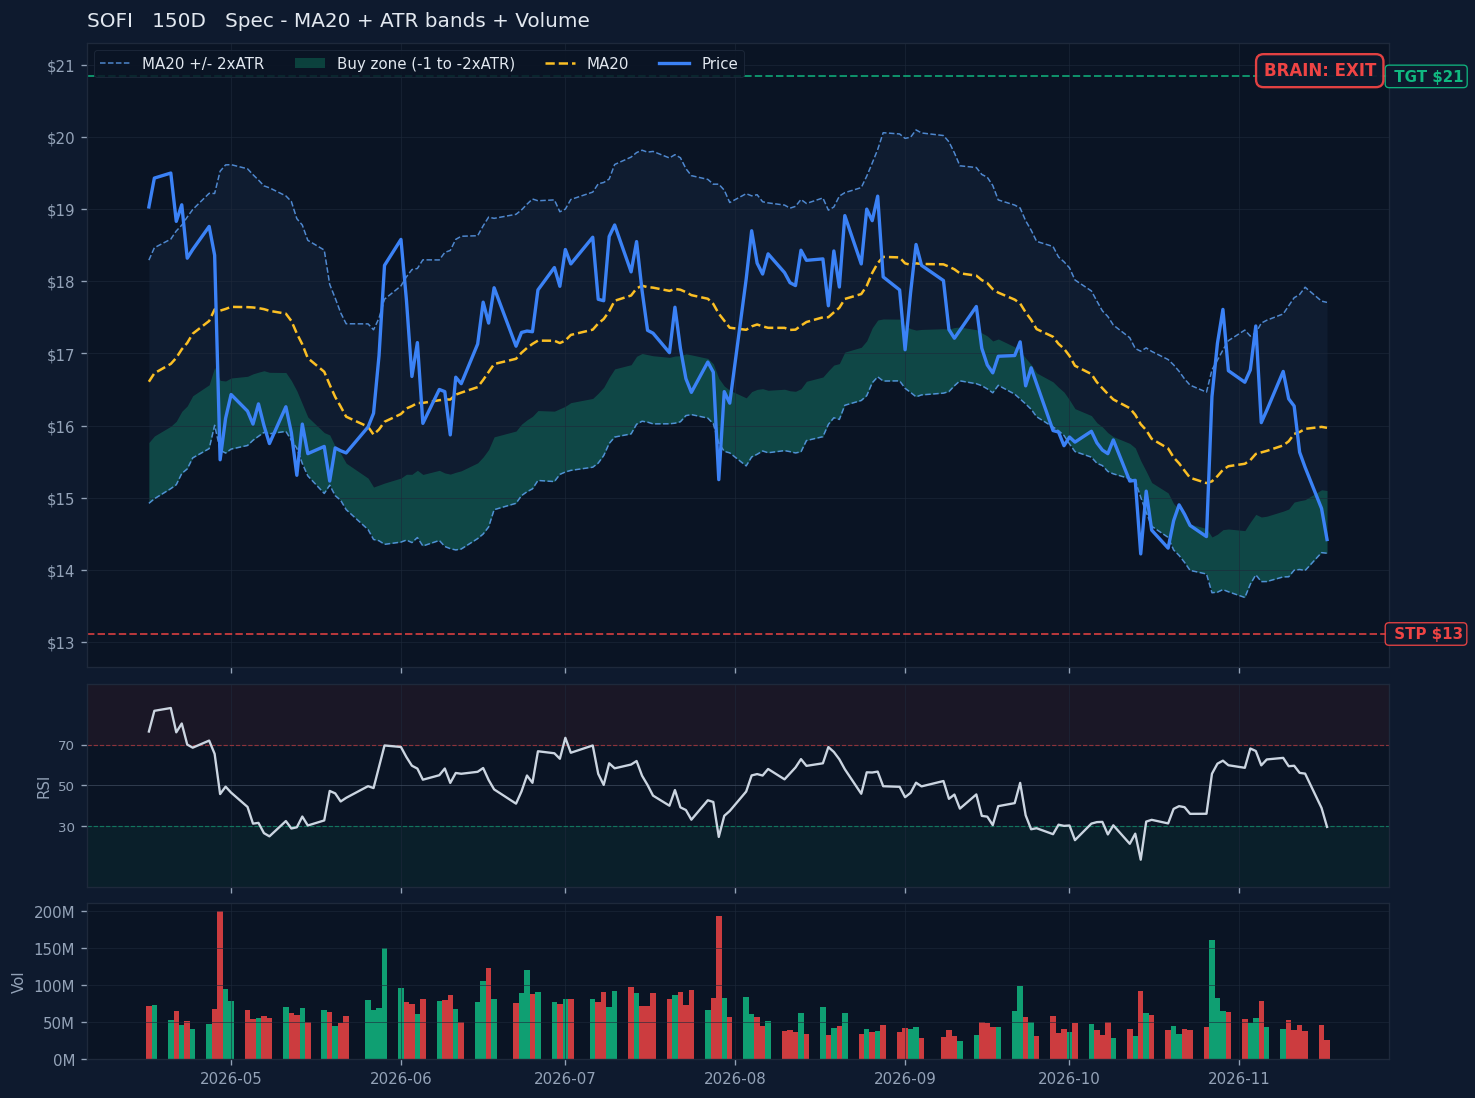 SOFI   150D   Spec - MA20 + ATR bands + Volume
MA20 +/- 2xATR
Buy zone (-1 to -2xATR)
MA20
Price
BRAIN: EXIT
TGT $21
$21
$20
$19
$18
$17
$16
$15
$14
$13
STP $13
RSI
70
50
30
Vol
200M
150M
100M
50M
0M
2026-05
2026-06
2026-07
2026-08
2026-09
2026-10
2026-11